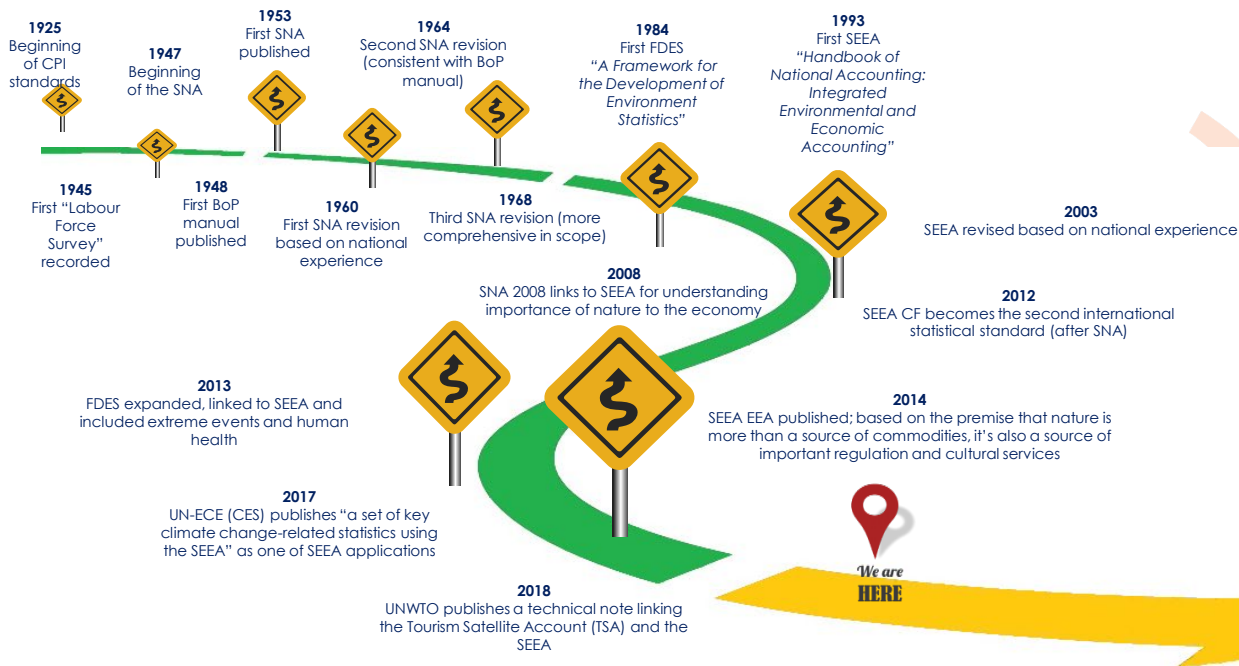 1925
Beginning
of CPI
standards
1947
Beginning
of the SNA
1953
First SNA
published
1964
Second SNA revision
(consistent with BoP
manual)
1984
First FDES
“A Framework for
the Development of
Environment
Statistics”
1993
First SEEA
“Handbook of
National Accounting:
Integrated
Environmental and
Economic
Accounting”
1945
First “Labour
Force
Survey”
recorded
1948
First BoP
manual
published
1960
First SNA revision
based on national
experience
1968
Third SNA revision (more
comprehensive in scope)
2003
SEEA revised based on national experience
2008
SNA 2008 links to SEEA for understanding
importance of nature to the economy
2012
SEEA CF becomes the second international
statistical standard (after SNA)
2013
FDES expanded, linked to SEEA and
included extreme events and human
health
2014
SEEA EEA published; based on the premise that nature is
more than a source of commodities, it’s also a source of
important regulation and cultural services
2017
UN-ECE (CES) publishes “a set of key
climate change-related statistics using
the SEEA” as one of SEEA applications
2018
UNWTO publishes a technical note linking
the Tourism Satellite Account (TSA) and the
SEEA
We are
HERE